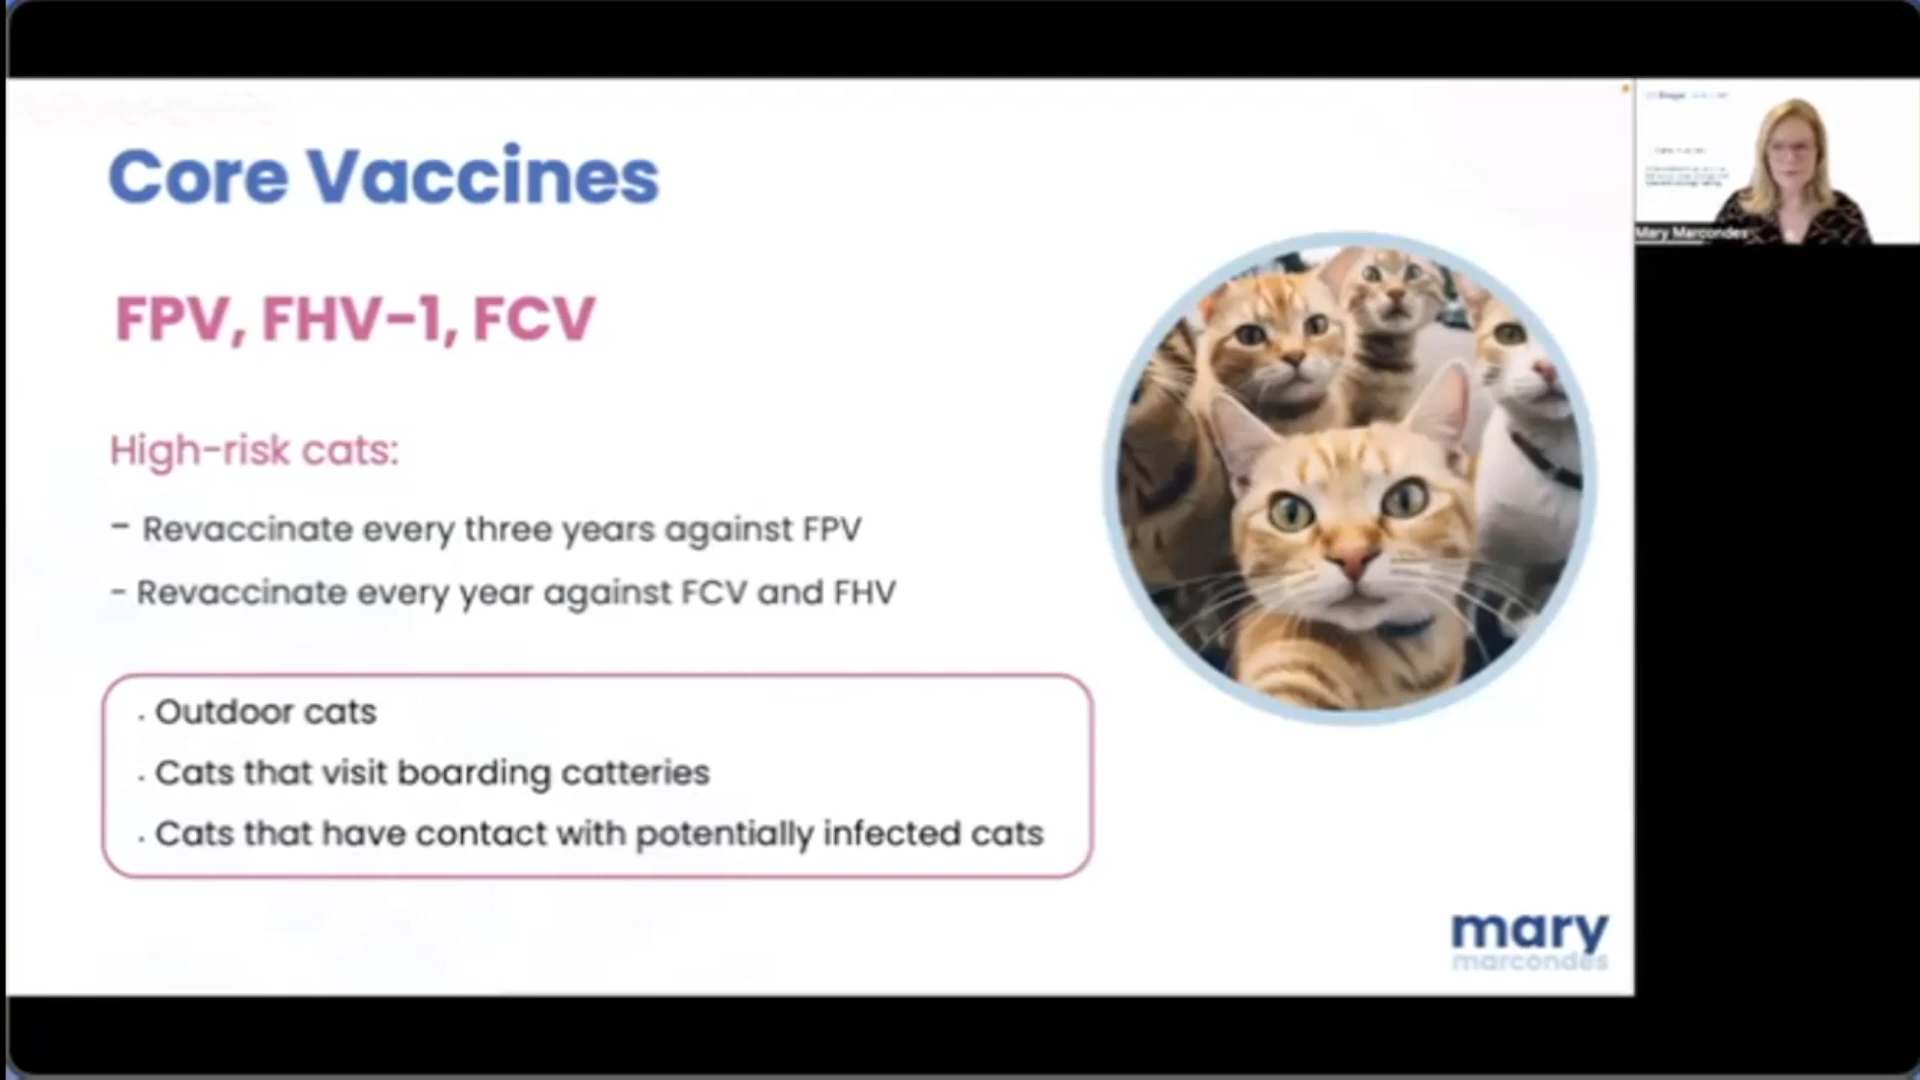 Core Vaccines
FPV, FHV-1, FCV
High-risk cats:
- Revaccinate every three years against FPV
- Revaccinate every year against FCV and FHV
· Outdoor cats
· Cats that visit boarding catteries
· Cats that have contact with potentially infected cats
mary
marcondes
Mary Marcondes